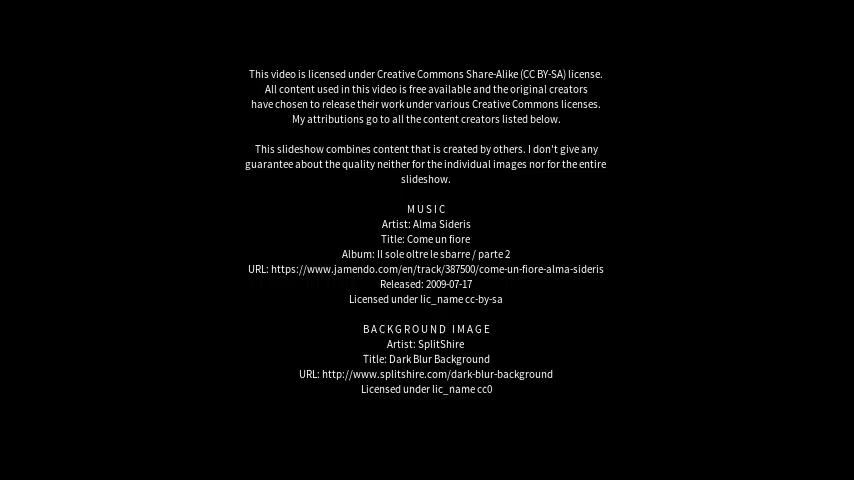 This video is licensed under Creative Commons Share-Alike (CC BY-SA) license.
All content used in this video is free available and the original creators
have chosen to release their work under various Creative Commons licenses.
My attributions go to all the content creators listed below.
This slideshow combines content that is created by others. I don't give any
guarantee about the quality neither for the individual images nor for the entire
slideshow.
MUSIC
Artist: Alma Sideris
Title: Come un fiore
Album: Il sole oltre le sbarre / parte 2
URL: https://www.jamendo.com/en/track/387500/come-un-fiore-alma-sideris
Released: 2009-07-17
Licensed under lic_name cc-by-sa
BACKGROUND IMAGE
Artist: SplitShire
Title: Dark Blur Background
URL: http://www.splitshire.com/dark-blur-background
Licensed under lic_name cc0